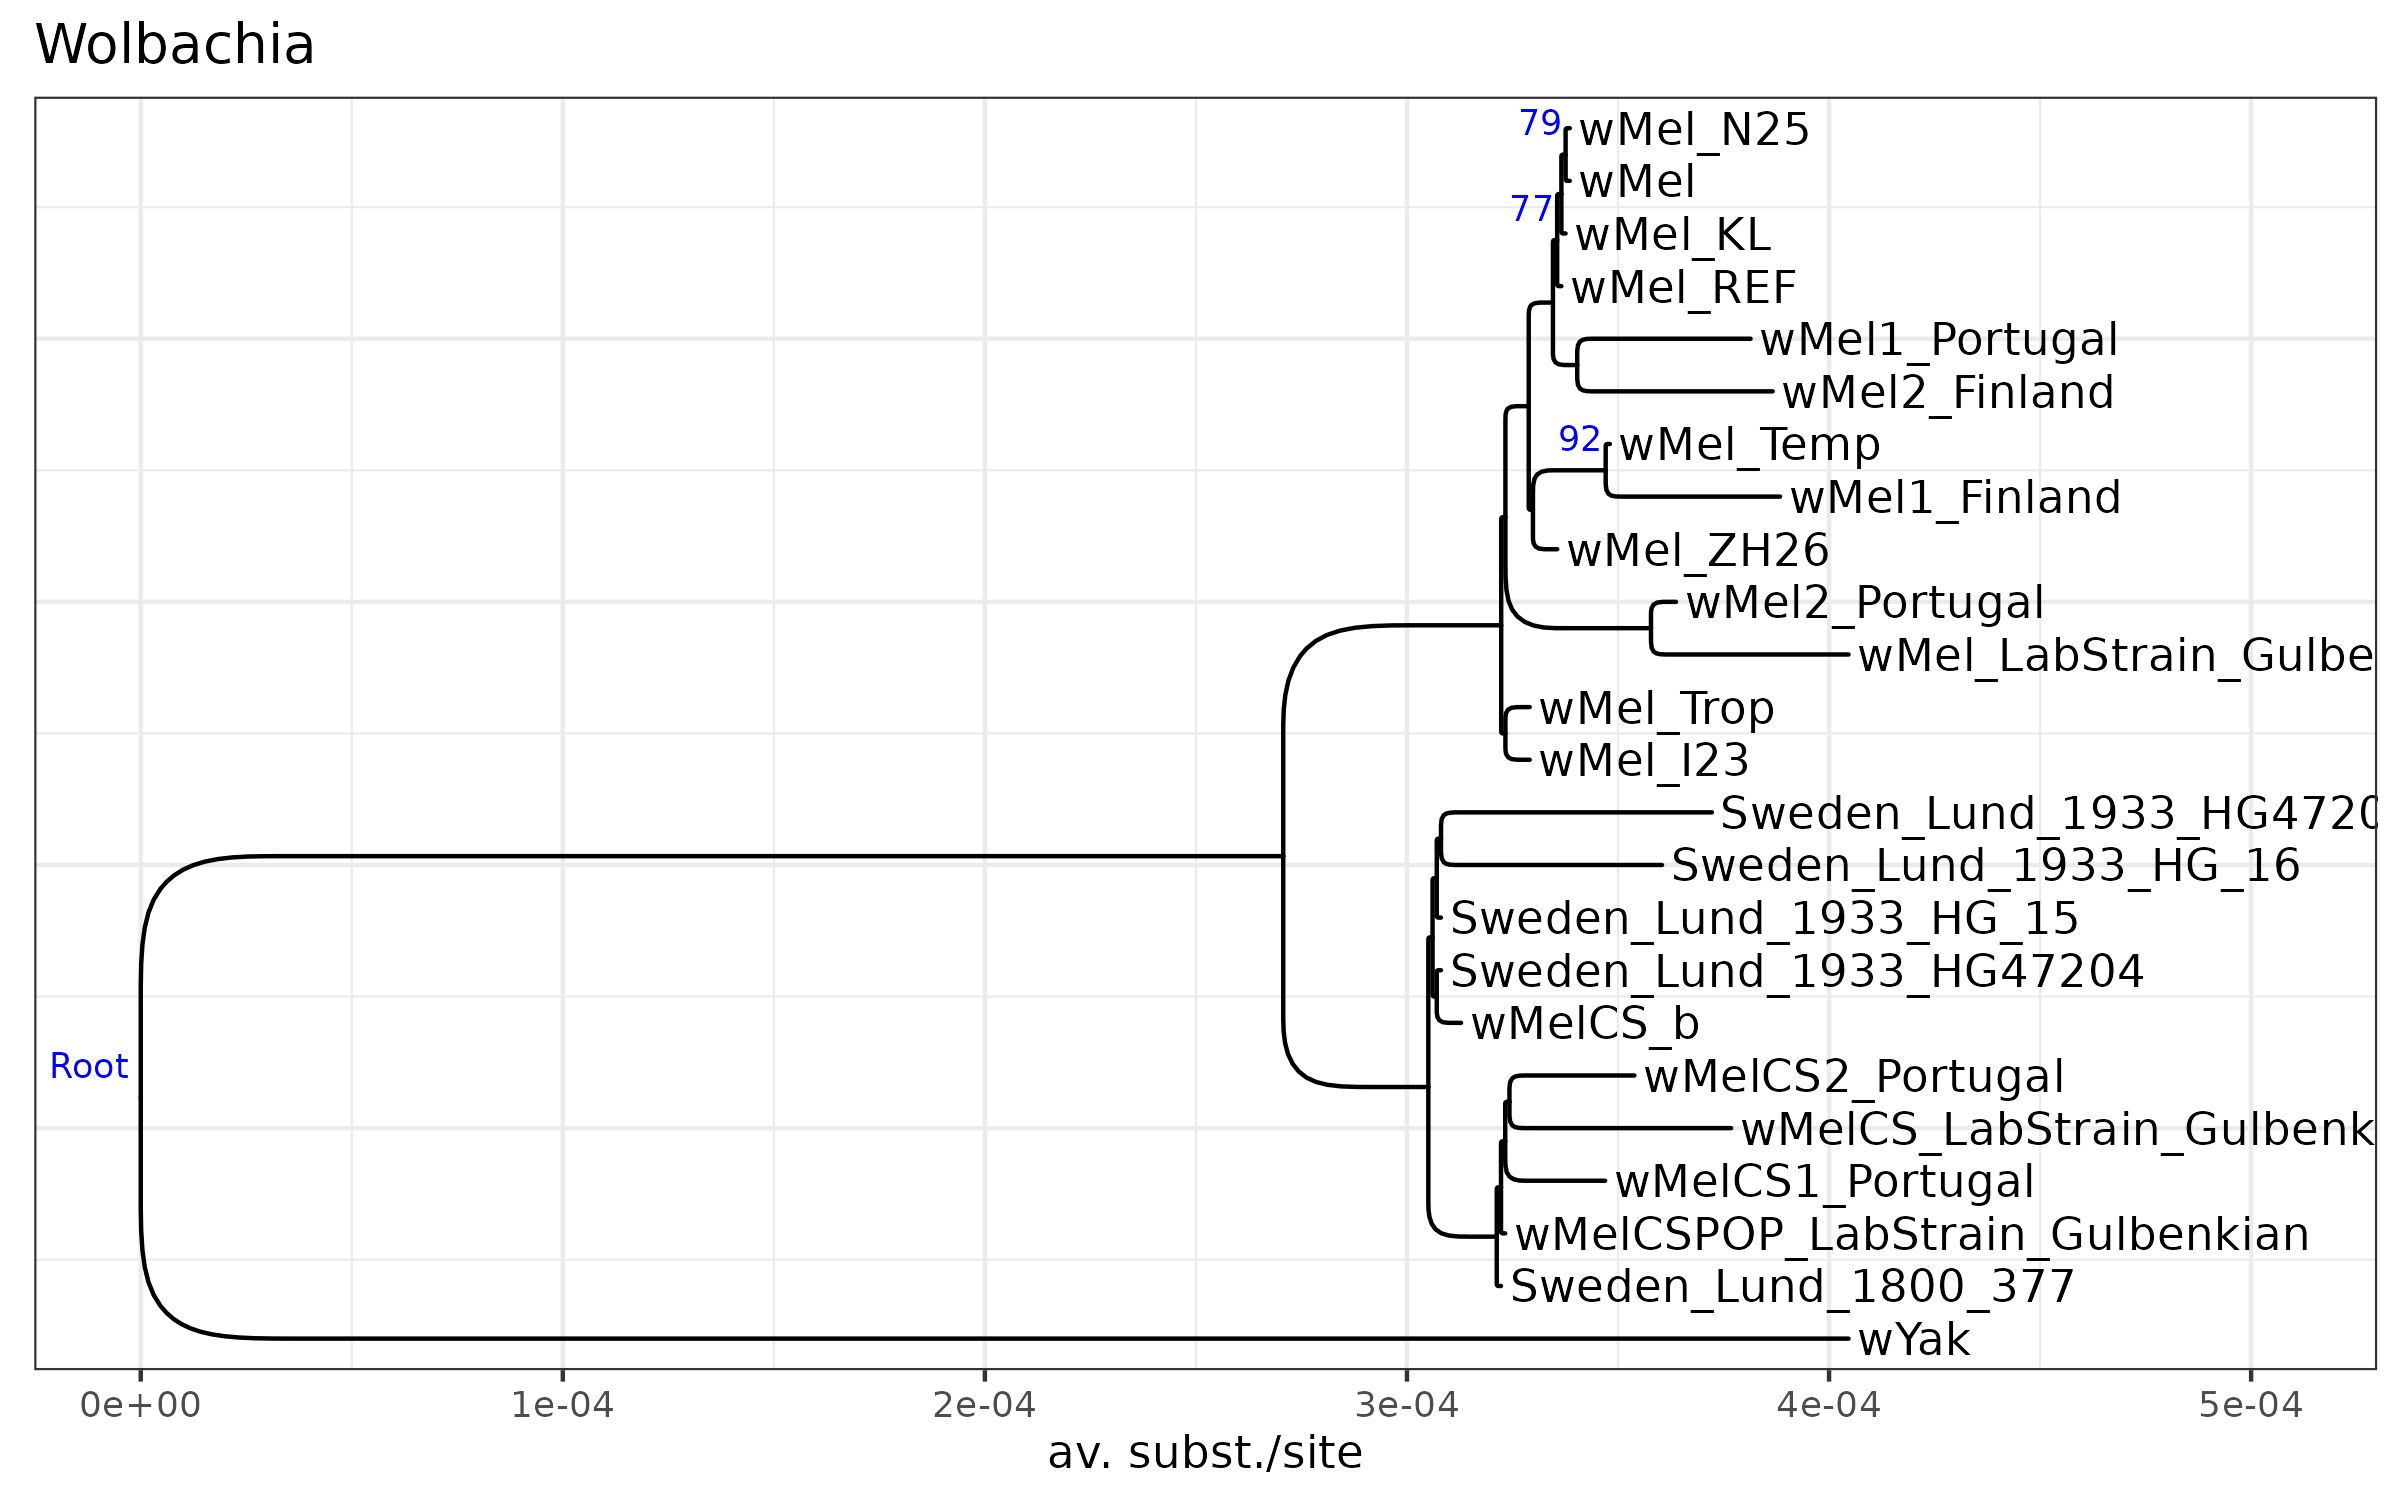 Wolbachia
79
wMel_N25
wMel
77
wMel_KL
wMel_REF
wMel1_Portugal
wMel2_Finland
92
wMel_Temp
wMel1_Finland
wMel_ZH26
wMel2_Portugal
wMel_LabStrain_Gulbe
wMel_Trop
wMel_I23
Sweden_Lund_1933_HG4720
Sweden_Lund_1933_HG_16
Sweden_Lund_1933_HG_15
Sweden_Lund_1933_HG47204
wMelCS_b
Root
wMelCS2_Portugal
wMelCS_LabStrain_Gulbenk
wMelCS1_Portugal
wMelCSPOP_LabStrain_Gulbenkian
Sweden_Lund_1800_377
wYak
0e+00 1e-04 2e-04 3e-04 4e-04 5e-04
av. subst./site